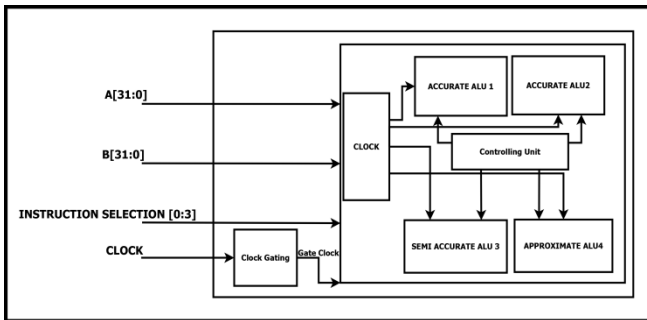 ACCURATE ALU 1
ACCURATE ALU2
A[31:0]
CLOCK
Controlling Unit
B[31:0]
INSTRUCTION SELECTION [0:3]
CLOCK
Clock Gating
Gate Clock
SEMI ACCURATE ALU 3
APPROXIMATE ALU4